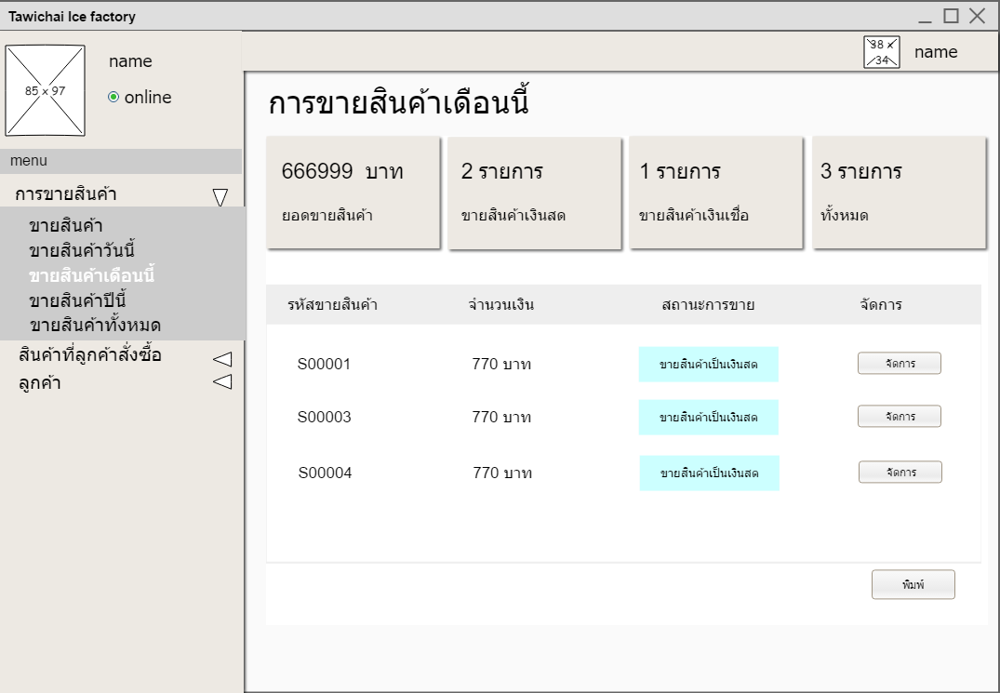 Tawichai Ice factory
85 x 97
name
online
38 x 34
name
menu
การขายสินค้า
ขายสินค้า
ขายสินค้าวันนี้
ขายสินค้าเดือนนี้
ขายสินค้าปีนี้
ขายสินค้าทั้งหมด
สินค้าที่ลูกค้าสั่งซื้อ
ลูกค้า
การขายสินค้าเดือนนี้
666999 บาท
ยอดขายสินค้า
2 รายการ
ขายสินค้าเงินสด
1 รายการ
ขายสินค้าเงินเชื่อ
3 รายการ
ทั้งหมด
รหัสขายสินค้า จำนวนเงิน สถานะการขาย จัดการ
S00001 770 บาท ขายสินค้าเป็นเงินสด จัดการ
S00003 770 บาท ขายสินค้าเป็นเงินสด จัดการ
S00004 770 บาท ขายสินค้าเป็นเงินสด จัดการ
พิมพ์